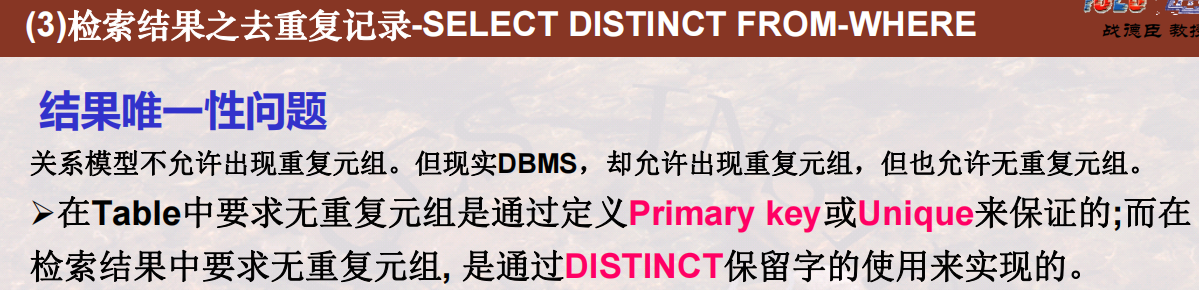 (3)检索结果之去重复记录-SELECT DISTINCT FROM-WHERE
战德臣 教授
结果唯一性问题
关系模型不允许出现重复元组。但现实DBMS，却允许出现重复元组，但也允许无重复元组。
➢在Table中要求无重复元组是通过定义Primary key或Unique来保证的;而在
检索结果中要求无重复元组, 是通过DISTINCT保留字的使用来实现的。